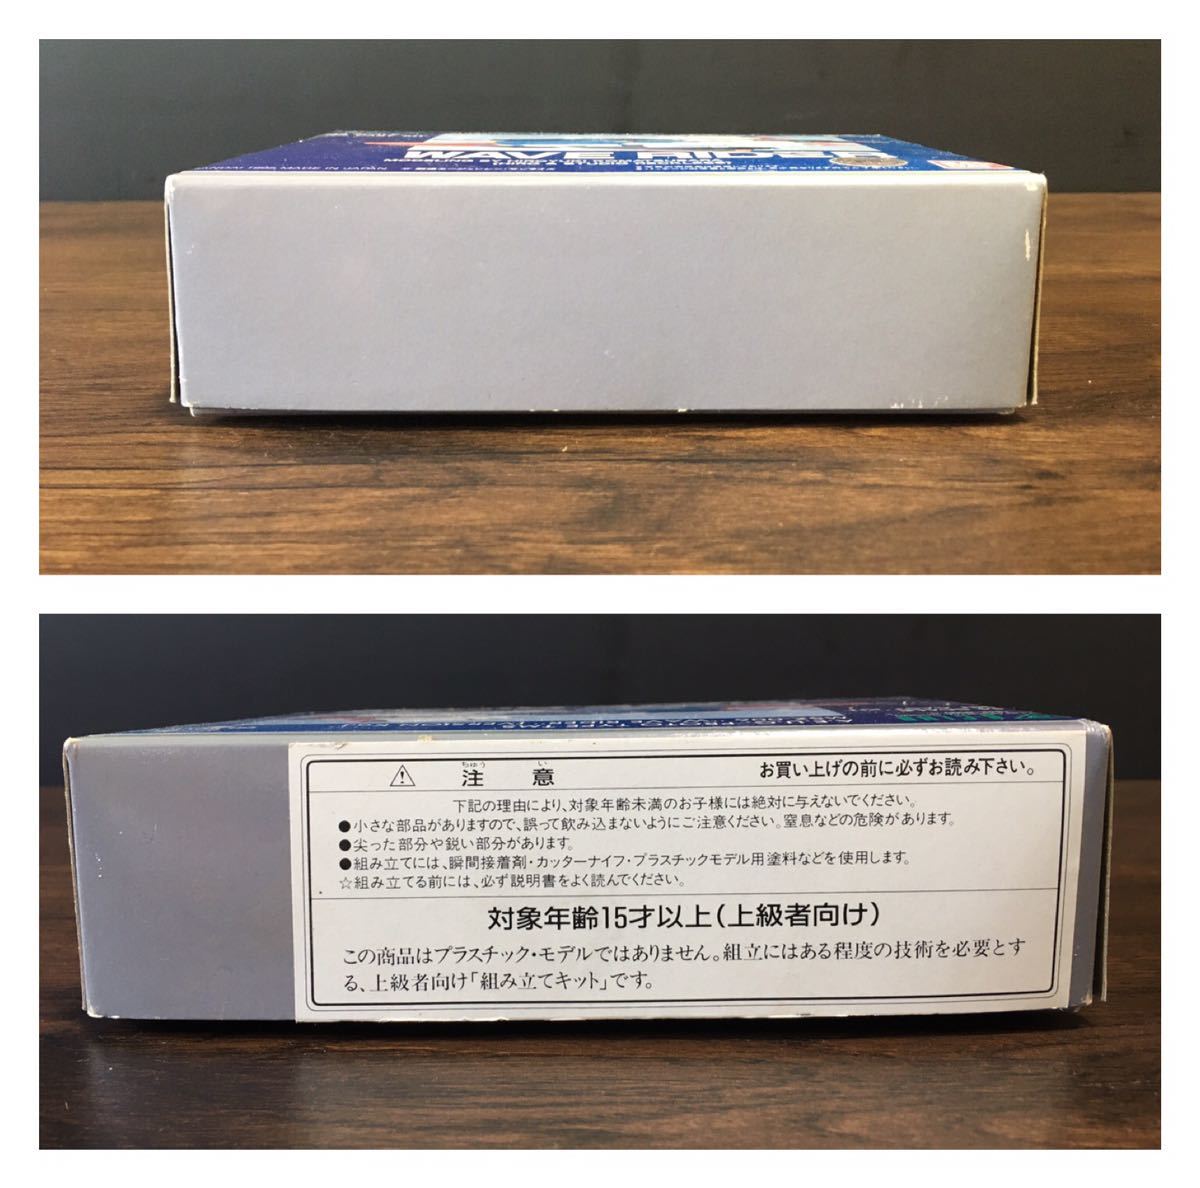 WAVE RIDER
注意
ちゅう い
お買い上げの前に必ずお読み下さい。
下記の理由により、対象年齢未満のお子様には絶対に与えないでください。
●小さな部品がありますので、誤って飲み込まないようにご注意ください。窒息などの危険があります。
●尖った部分や鋭い部分があります。
●組み立てには、瞬間接着剤・カッターナイフ・プラスチックモデル用塗料などを使用します。
☆組み立てる前には、必ず説明書をよく読んでください。
対象年齢15才以上(上級者向け)
この商品はプラスチック・モデルではありません。組立にはある程度の技術を必要とす
る、上級者向け「組み立てキット」です。